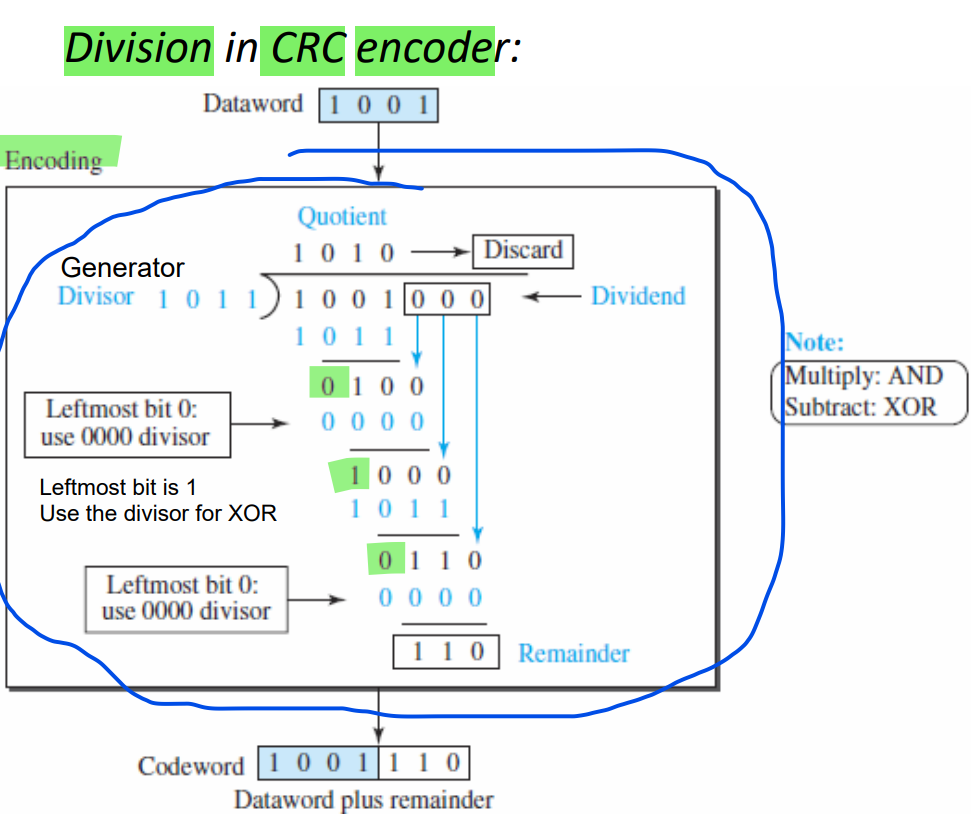 Division in CRC encoder:
Dataword 1 0 0 1
Encoding
Quotient
1 0 1 0 Discard
Generator
Divisor 1 0 1 1 1 0 0 1 0 0 0 Dividend
1 0 1 1
Note:
Multiply: AND
Subtract: XOR
0 1 0 0
Leftmost bit 0:
use 0000 divisor
0 0 0 0
1 0 0 0
Leftmost bit is 1
Use the divisor for XOR
1 0 1 1
0 1 1 0
Leftmost bit 0:
use 0000 divisor
0 0 0 0
1 1 0 Remainder
Codeword 1 0 0 1 1 1 0
Dataword plus remainder